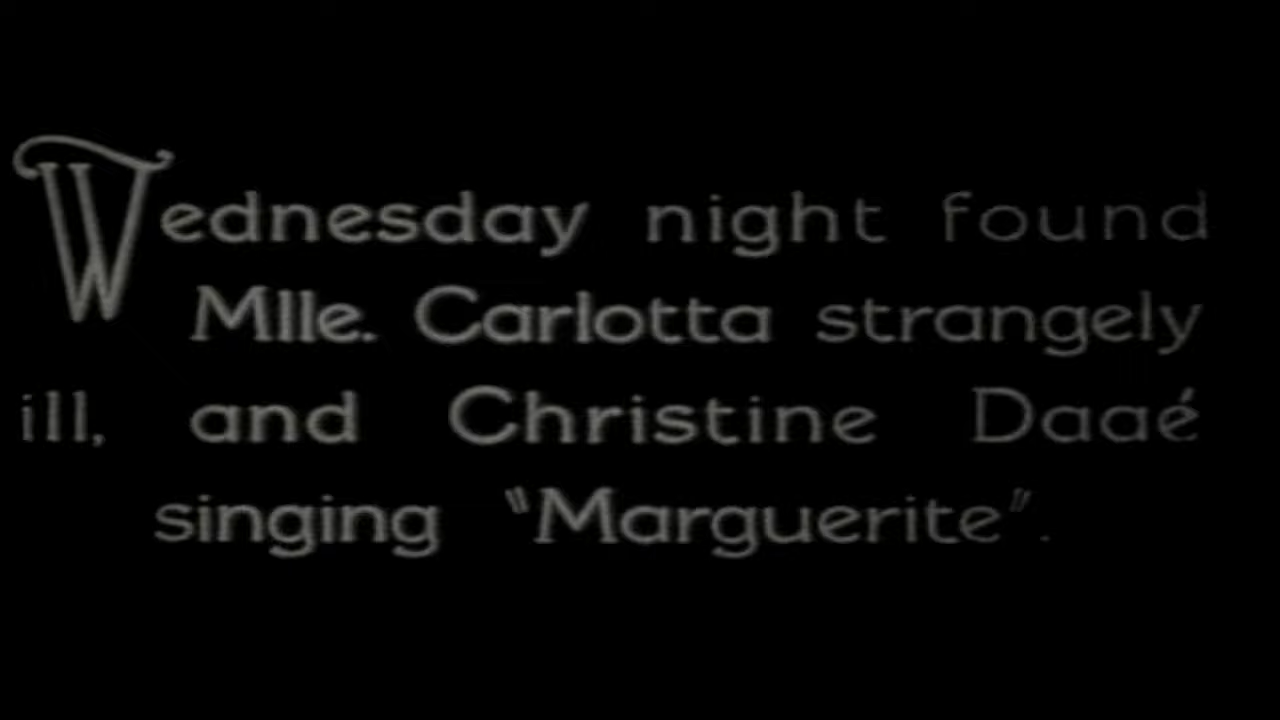 Wednesday night found
Mlle. Carlotta strangely
ill, and Christine Daaé
singing "Marguerite".